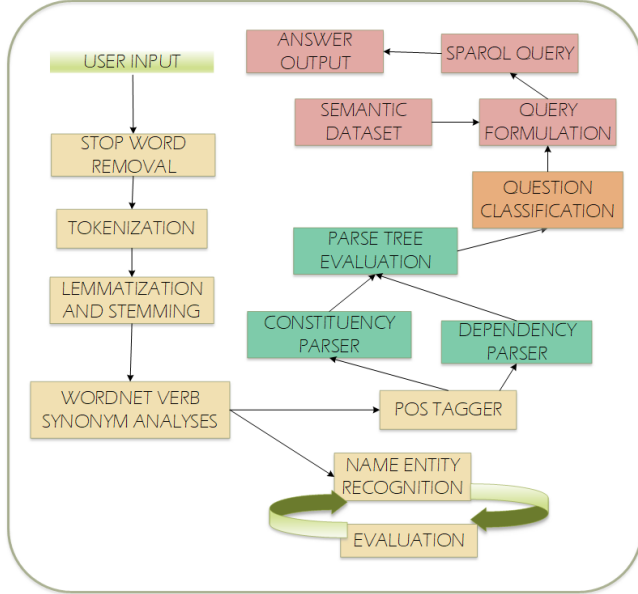 USER INPUT
STOP WORD
REMOVAL
TOKENIZATION
LEMMATIZATION
AND STEMMING
WORDNET VERB
SYNONYM ANALYSES
ANSWER
OUTPUT
SPARQL QUERY
SEMANTIC
DATASET
QUERY
FORMULATION
QUESTION
CLASSIFICATION
PARSE TREE
EVALUATION
CONSTITUENCY
PARSER
DEPENDENCY
PARSER
POS TAGGER
NAME ENTITY
RECOGNITION
EVALUATION